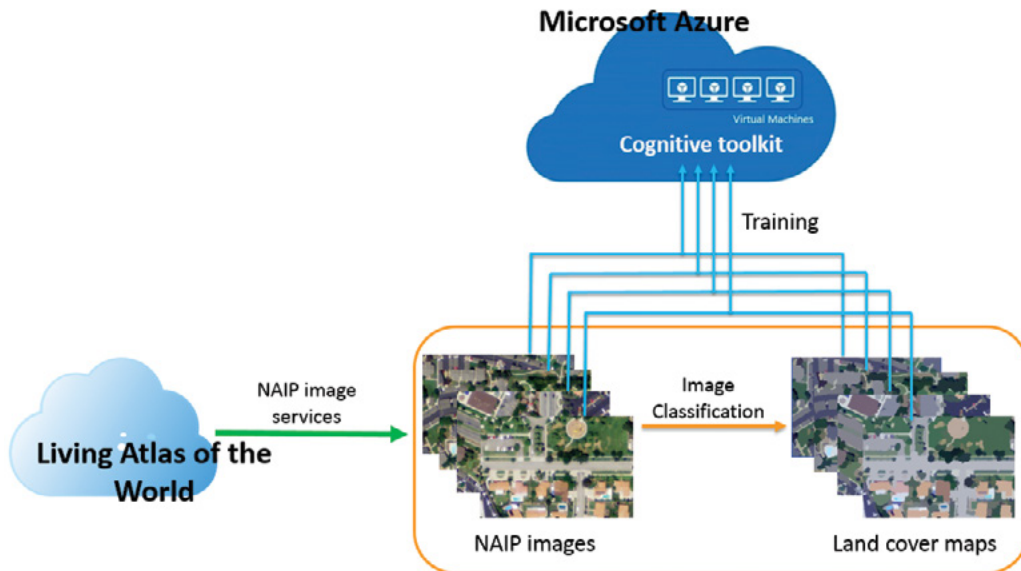 Microsoft Azure
Virtual Machines
Cognitive toolkit
Training
NAIP image
services
Image
Classification
Living Atlas of the
World
NAIP images
Land cover maps